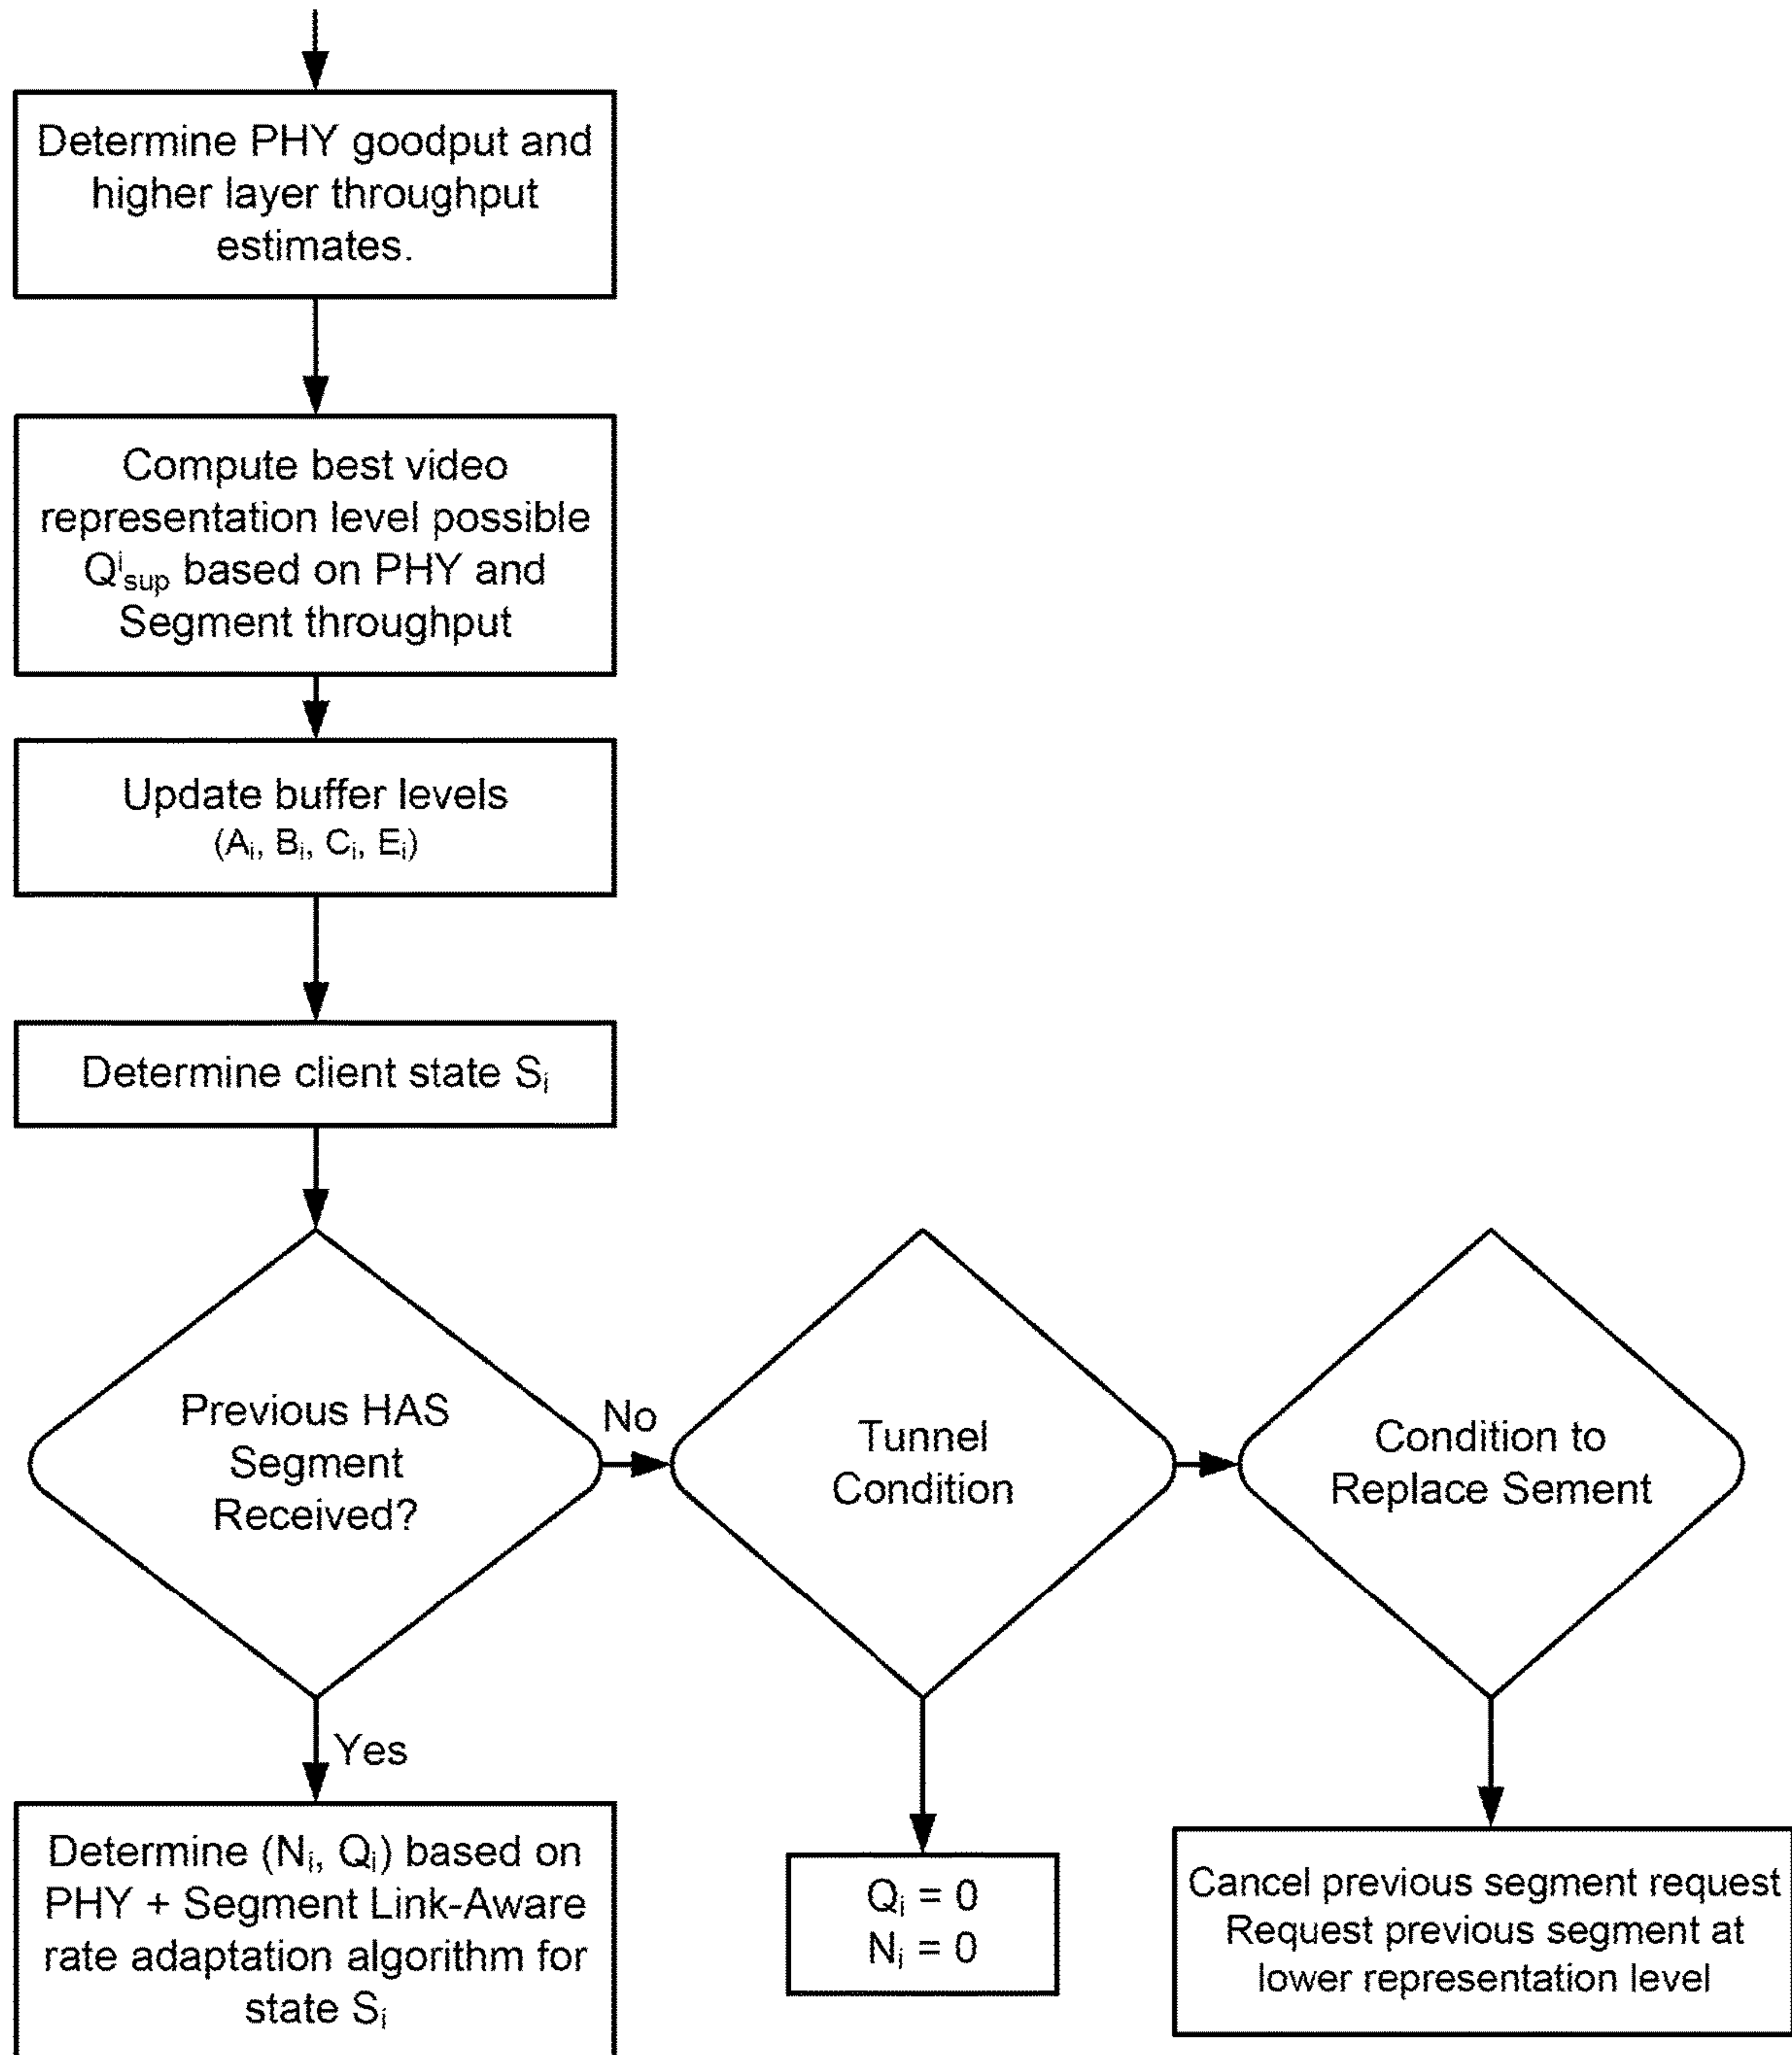 Determine PHY goodput and
higher layer throughput
estimates.
Compute best video
representation level possible
Qⁱsup based on PHY and
Segment throughput
Update buffer levels
(Aᵢ, Bᵢ, Cᵢ, Eᵢ)
Determine client state Sᵢ
Previous HAS
Segment
Received?
No
Tunnel
Condition
Condition to
Replace Sement
Yes
Determine (Nᵢ, Qᵢ) based on
PHY + Segment Link-Aware
rate adaptation algorithm for
state Sᵢ
Qᵢ = 0
Nᵢ = 0
Cancel previous segment request
Request previous segment at
lower representation level